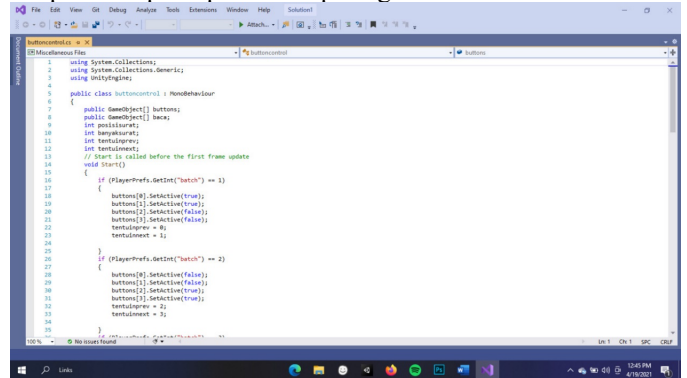 File Edit View Git Debug Analyze Tools Extensions Window Help Solution1
Attach...
buttoncontrol.cs
Miscellaneous Files buttoncontrol buttons
Document Outline
1 using System.Collections;
2 using System.Collections.Generic;
3 using UnityEngine;
4
5 public class buttoncontrol : MonoBehaviour
6 {
7 public GameObject[] buttons;
8 public GameObject[] baca;
9 int posisisurat;
10 int banyaksurat;
11 int tentuinprev;
12 int tentuinnext;
13 // Start is called before the first frame update
14 void Start()
15 {
16 if (PlayerPrefs.GetInt("batch") == 1)
17 {
18 buttons[0].SetActive(true);
19 buttons[1].SetActive(true);
20 buttons[2].SetActive(false);
21 buttons[3].SetActive(false);
22 tentuinprev = 0;
23 tentuinnext = 1;
24
25 }
26 if (PlayerPrefs.GetInt("batch") == 2)
27 {
28 buttons[0].SetActive(false);
29 buttons[1].SetActive(false);
30 buttons[2].SetActive(true);
31 buttons[3].SetActive(true);
32 tentuinprev = 2;
33 tentuinnext = 3;
34
35 }
100 % No issues found Ln: 1 Ch: 1 SPC CRLF
Links
12:45 PM
4/19/2021